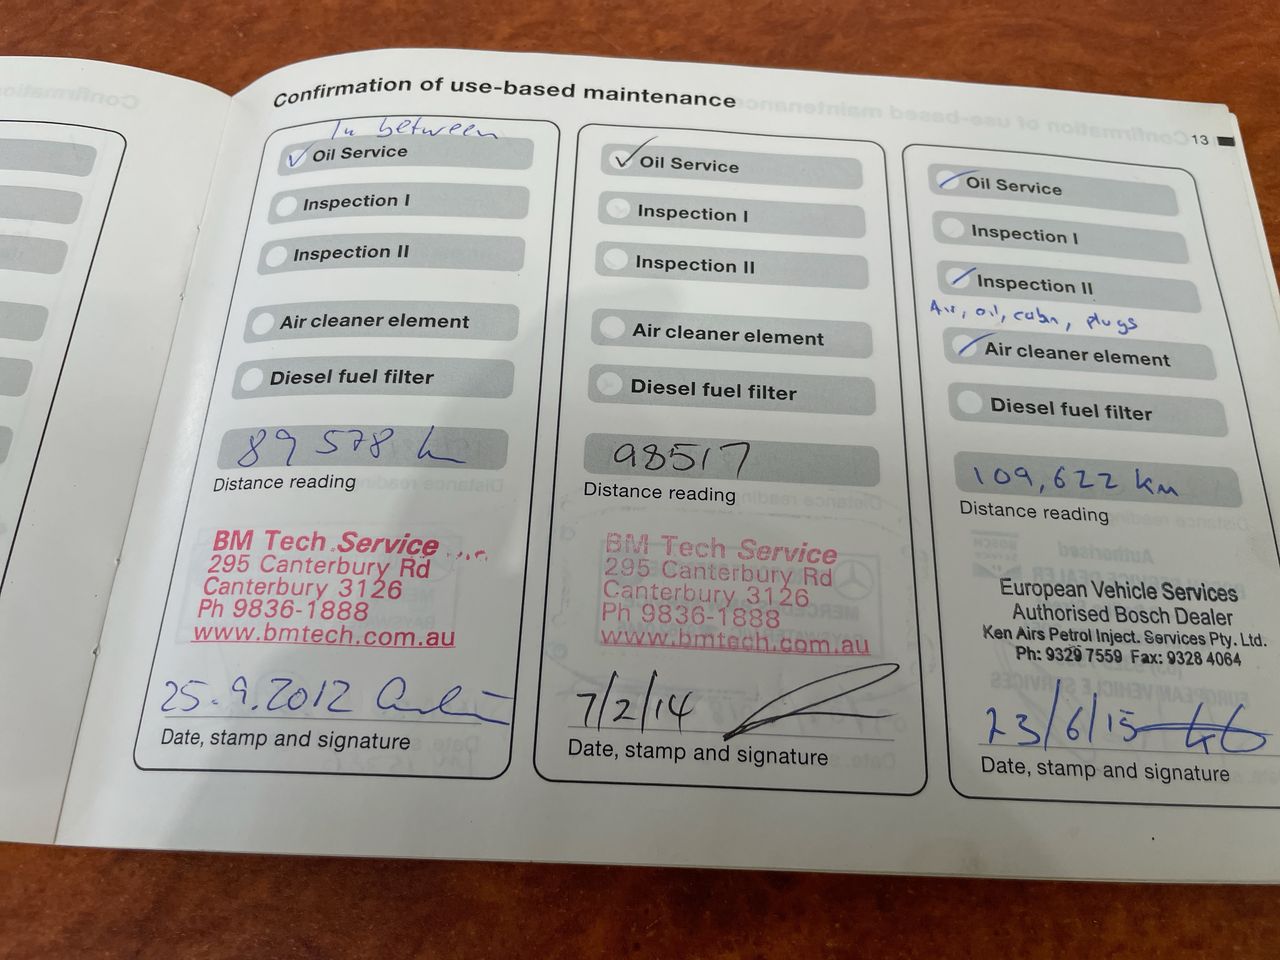 Confirmation of use-based maintenance
13
In between
Oil Service
Inspection I
Inspection II
Air cleaner element
Diesel fuel filter
89 578 km
Distance reading
BM Tech Service
295 Canterbury Rd
Canterbury 3126
Ph 9836-1888
www.bmtech.com.au
25.9.2012
Date, stamp and signature
Oil Service
Inspection I
Inspection II
Air cleaner element
Diesel fuel filter
98517
Distance reading
BM Tech Service
295 Canterbury Rd
Canterbury 3126
Ph 9836-1888
www.bmtech.com.au
7/2/14
Date, stamp and signature
Oil Service
Inspection I
Inspection II
Air, oil, cabn, plugs
Air cleaner element
Diesel fuel filter
109,622 km
Distance reading
European Vehicle Services
Authorised Bosch Dealer
Ken Airs Petrol Inject. Services Pty. Ltd.
Ph: 9329 7559 Fax: 9328 4064
23/6/15
Date, stamp and signature